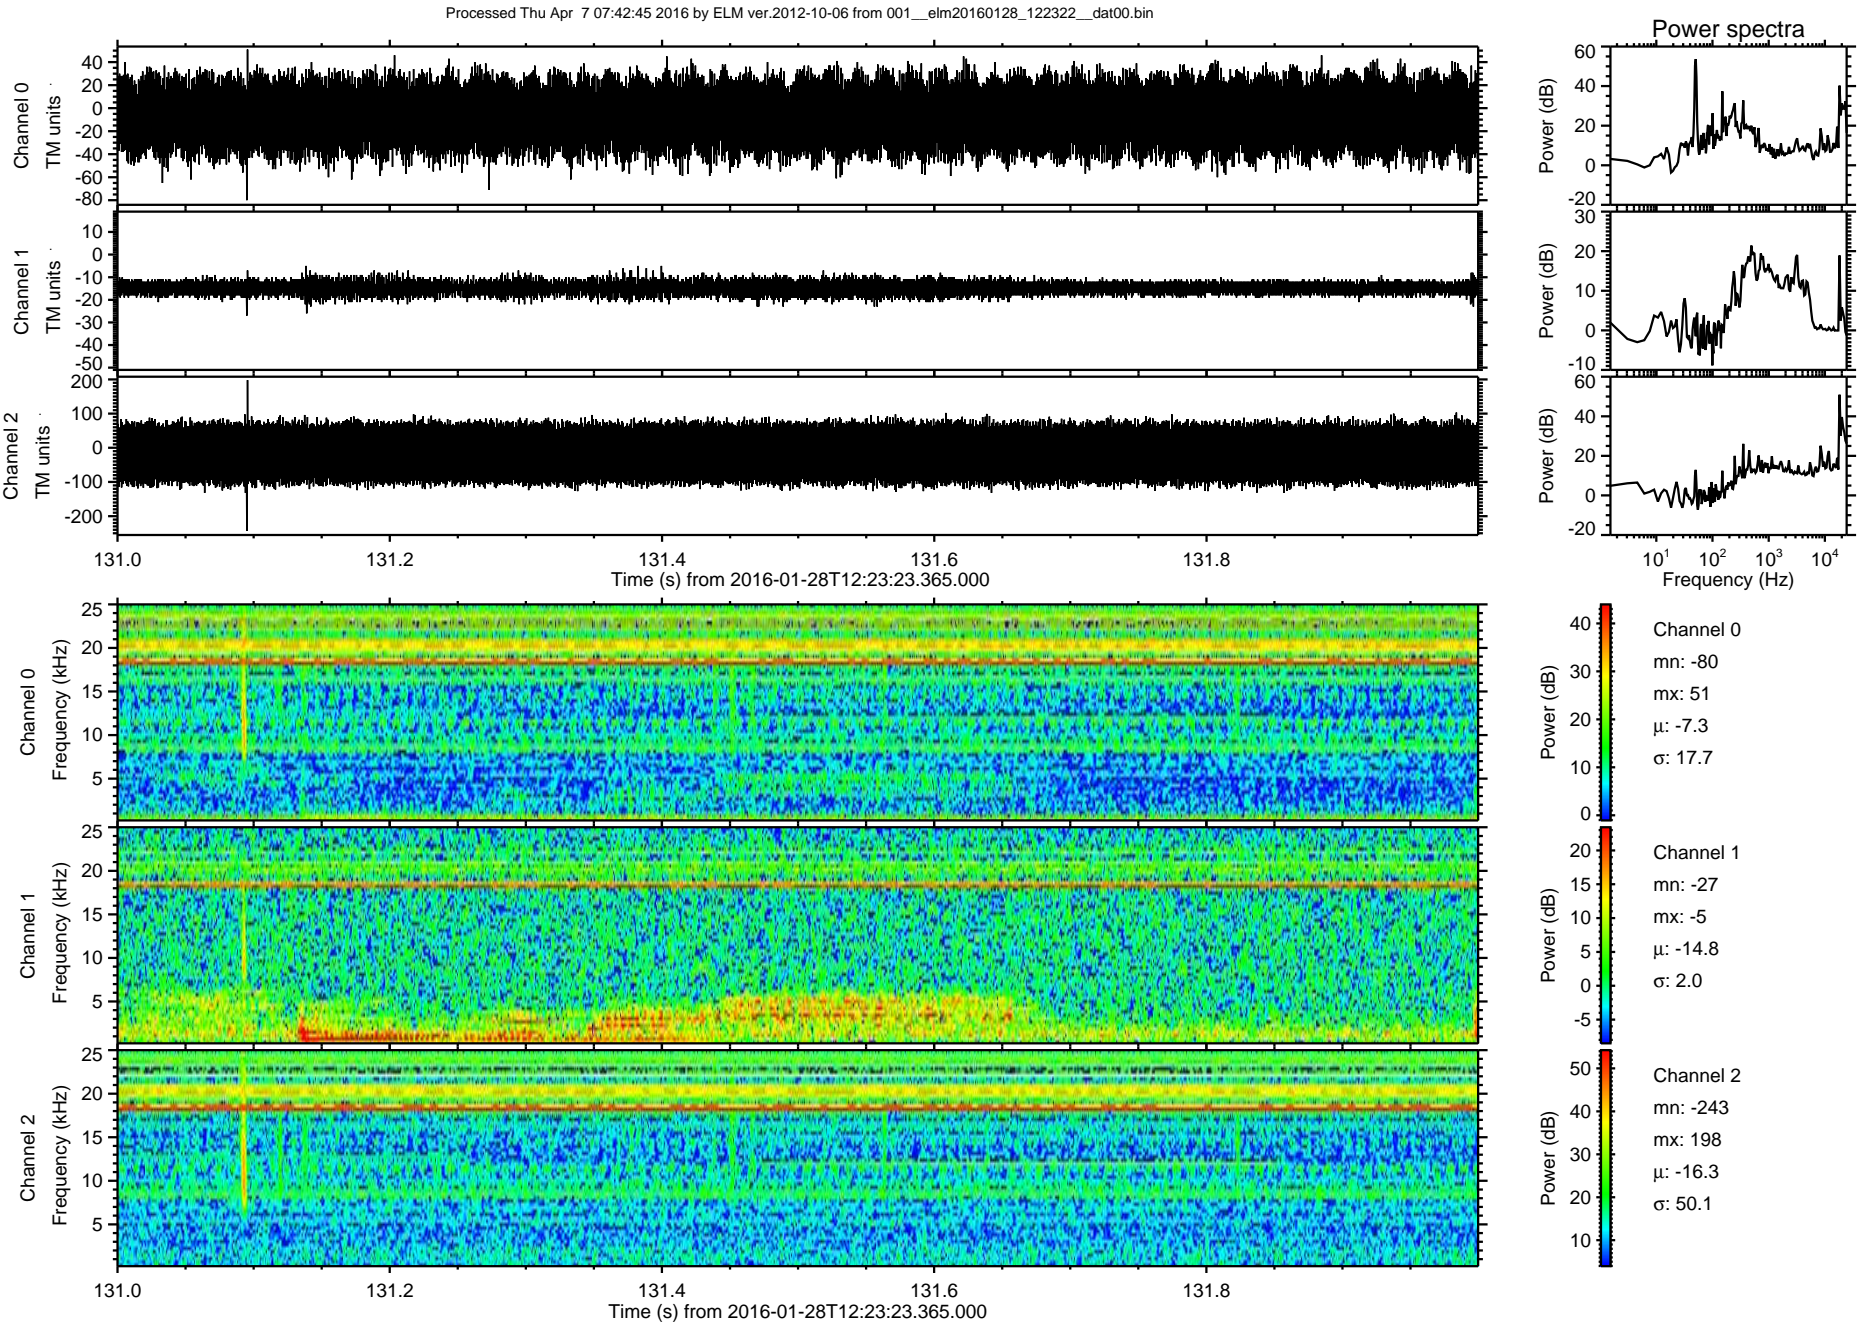 Processed Thu Apr 7 07:42:45 2016 by ELM ver.2012-10-06 from 001__elm20160128_122322__dat00.bin
Power spectra
Channel 0
TM units
40
20
0
-20
-40
-60
-80
Power (dB)
60
40
20
0
-20
Channel 1
TM units
10
0
-10
-20
-30
-40
-50
Power (dB)
30
20
10
0
-10
Channel 2
TM units
200
100
0
-100
-200
Power (dB)
60
40
20
0
-20
131.0 131.2 131.4 131.6 131.8
Time (s) from 2016-01-28T12:23:23.365.000
10¹ 10² 10³ 10⁴
Frequency (Hz)
Channel 0
Frequency (kHz)
25
20
15
10
5
Power (dB)
40
30
20
10
0
Channel 0
mn: -80
mx: 51
μ: -7.3
σ: 17.7
Channel 1
Frequency (kHz)
25
20
15
10
5
Power (dB)
20
15
10
5
0
-5
Channel 1
mn: -27
mx: -5
μ: -14.8
σ: 2.0
Channel 2
Frequency (kHz)
25
20
15
10
5
Power (dB)
50
40
30
20
10
Channel 2
mn: -243
mx: 198
μ: -16.3
σ: 50.1
131.0 131.2 131.4 131.6 131.8
Time (s) from 2016-01-28T12:23:23.365.000